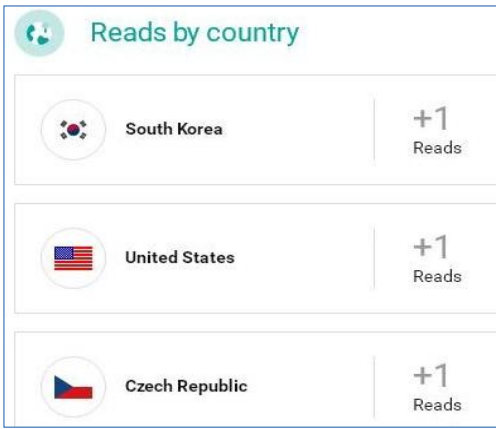 Reads by country
South Korea
+1
Reads
United States
+1
Reads
Czech Republic
+1
Reads